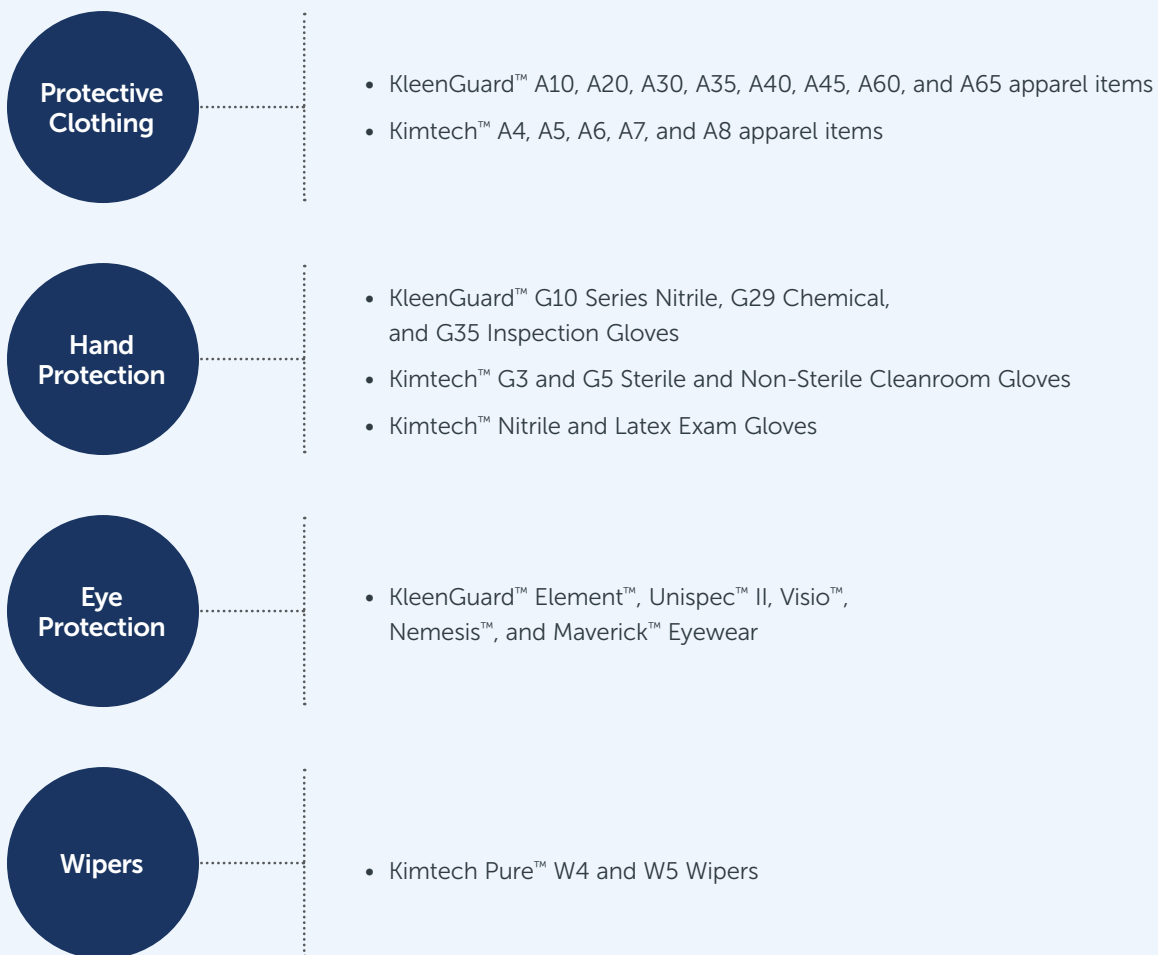 Protective
Clothing
• KleenGuard™ A10, A20, A30, A35, A40, A45, A60, and A65 apparel items
• Kimtech™ A4, A5, A6, A7, and A8 apparel items
Hand
Protection
• KleenGuard™ G10 Series Nitrile, G29 Chemical,
and G35 Inspection Gloves
• Kimtech™ G3 and G5 Sterile and Non-Sterile Cleanroom Gloves
• Kimtech™ Nitrile and Latex Exam Gloves
Eye
Protection
• KleenGuard™ Element™, Unispec™ II, Visio™,
Nemesis™, and Maverick™ Eyewear
Wipers
• Kimtech Pure™ W4 and W5 Wipers